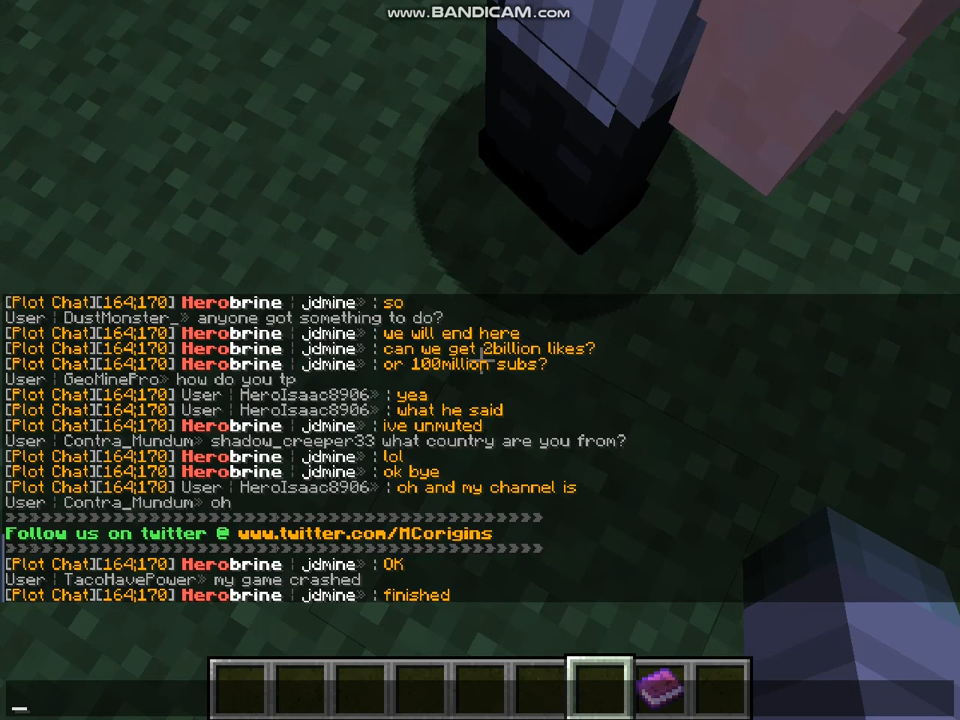 www.BANDICAM.com
[Plot Chat][164;170] Herobrine | jdmine» : so
User | DustMonster_» anyone got something to do?
[Plot Chat][164;170] Herobrine | jdmine» : we will end here
[Plot Chat][164;170] Herobrine | jdmine» : can we get 2billion likes?
[Plot Chat][164;170] Herobrine | jdmine» : or 100million subs?
User | GeoMinePro» how do you tp
[Plot Chat][164;170] User | HeroIsaac8906» : yea
[Plot Chat][164;170] User | HeroIsaac8906» : what he said
[Plot Chat][164;170] Herobrine | jdmine» : ive unmuted
User | Contra_Mundum» shadow_creeper33 what country are you from?
[Plot Chat][164;170] Herobrine | jdmine» : lol
[Plot Chat][164;170] Herobrine | jdmine» : ok bye
[Plot Chat][164;170] User | HeroIsaac8906» : oh and my channel is
User | Contra_Mundum» oh
»»»»»»»»»»»»»»»»»»»»»»»»»»»»»»»»»»»»»»»»»»»»»
Follow us on twitter @ www.twitter.com/MCorigins
»»»»»»»»»»»»»»»»»»»»»»»»»»»»»»»»»»»»»»»»»»»»»
[Plot Chat][164;170] Herobrine | jdmine» : OK
User | TacoHavePower» my game crashed
[Plot Chat][164;170] Herobrine | jdmine» : finished
_